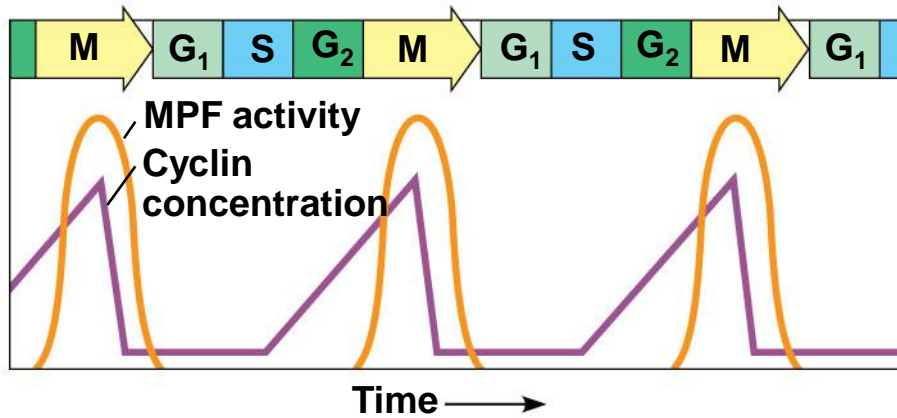 M G₁ S G₂ M G₁ S G₂ M G₁
MPF activity
Cyclin
concentration
Time